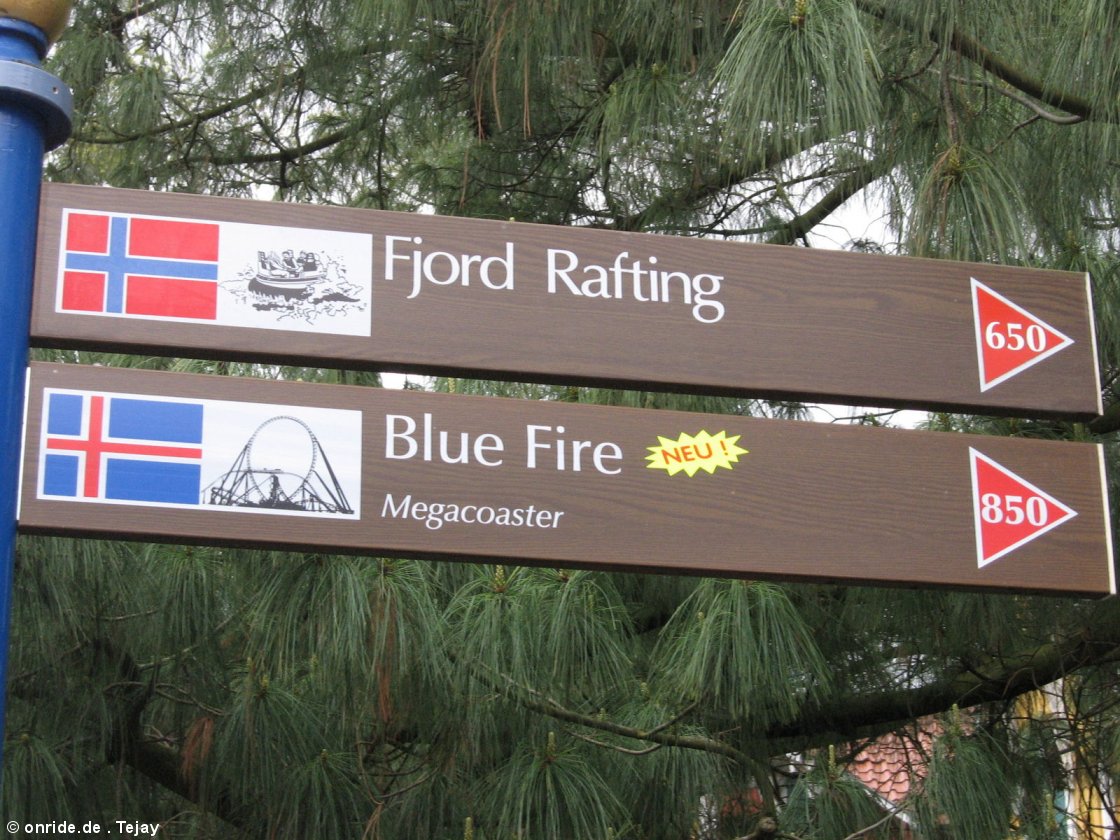 Fjord Rafting
650
Blue Fire NEU !
Megacoaster
850
© onride.de . Tejay